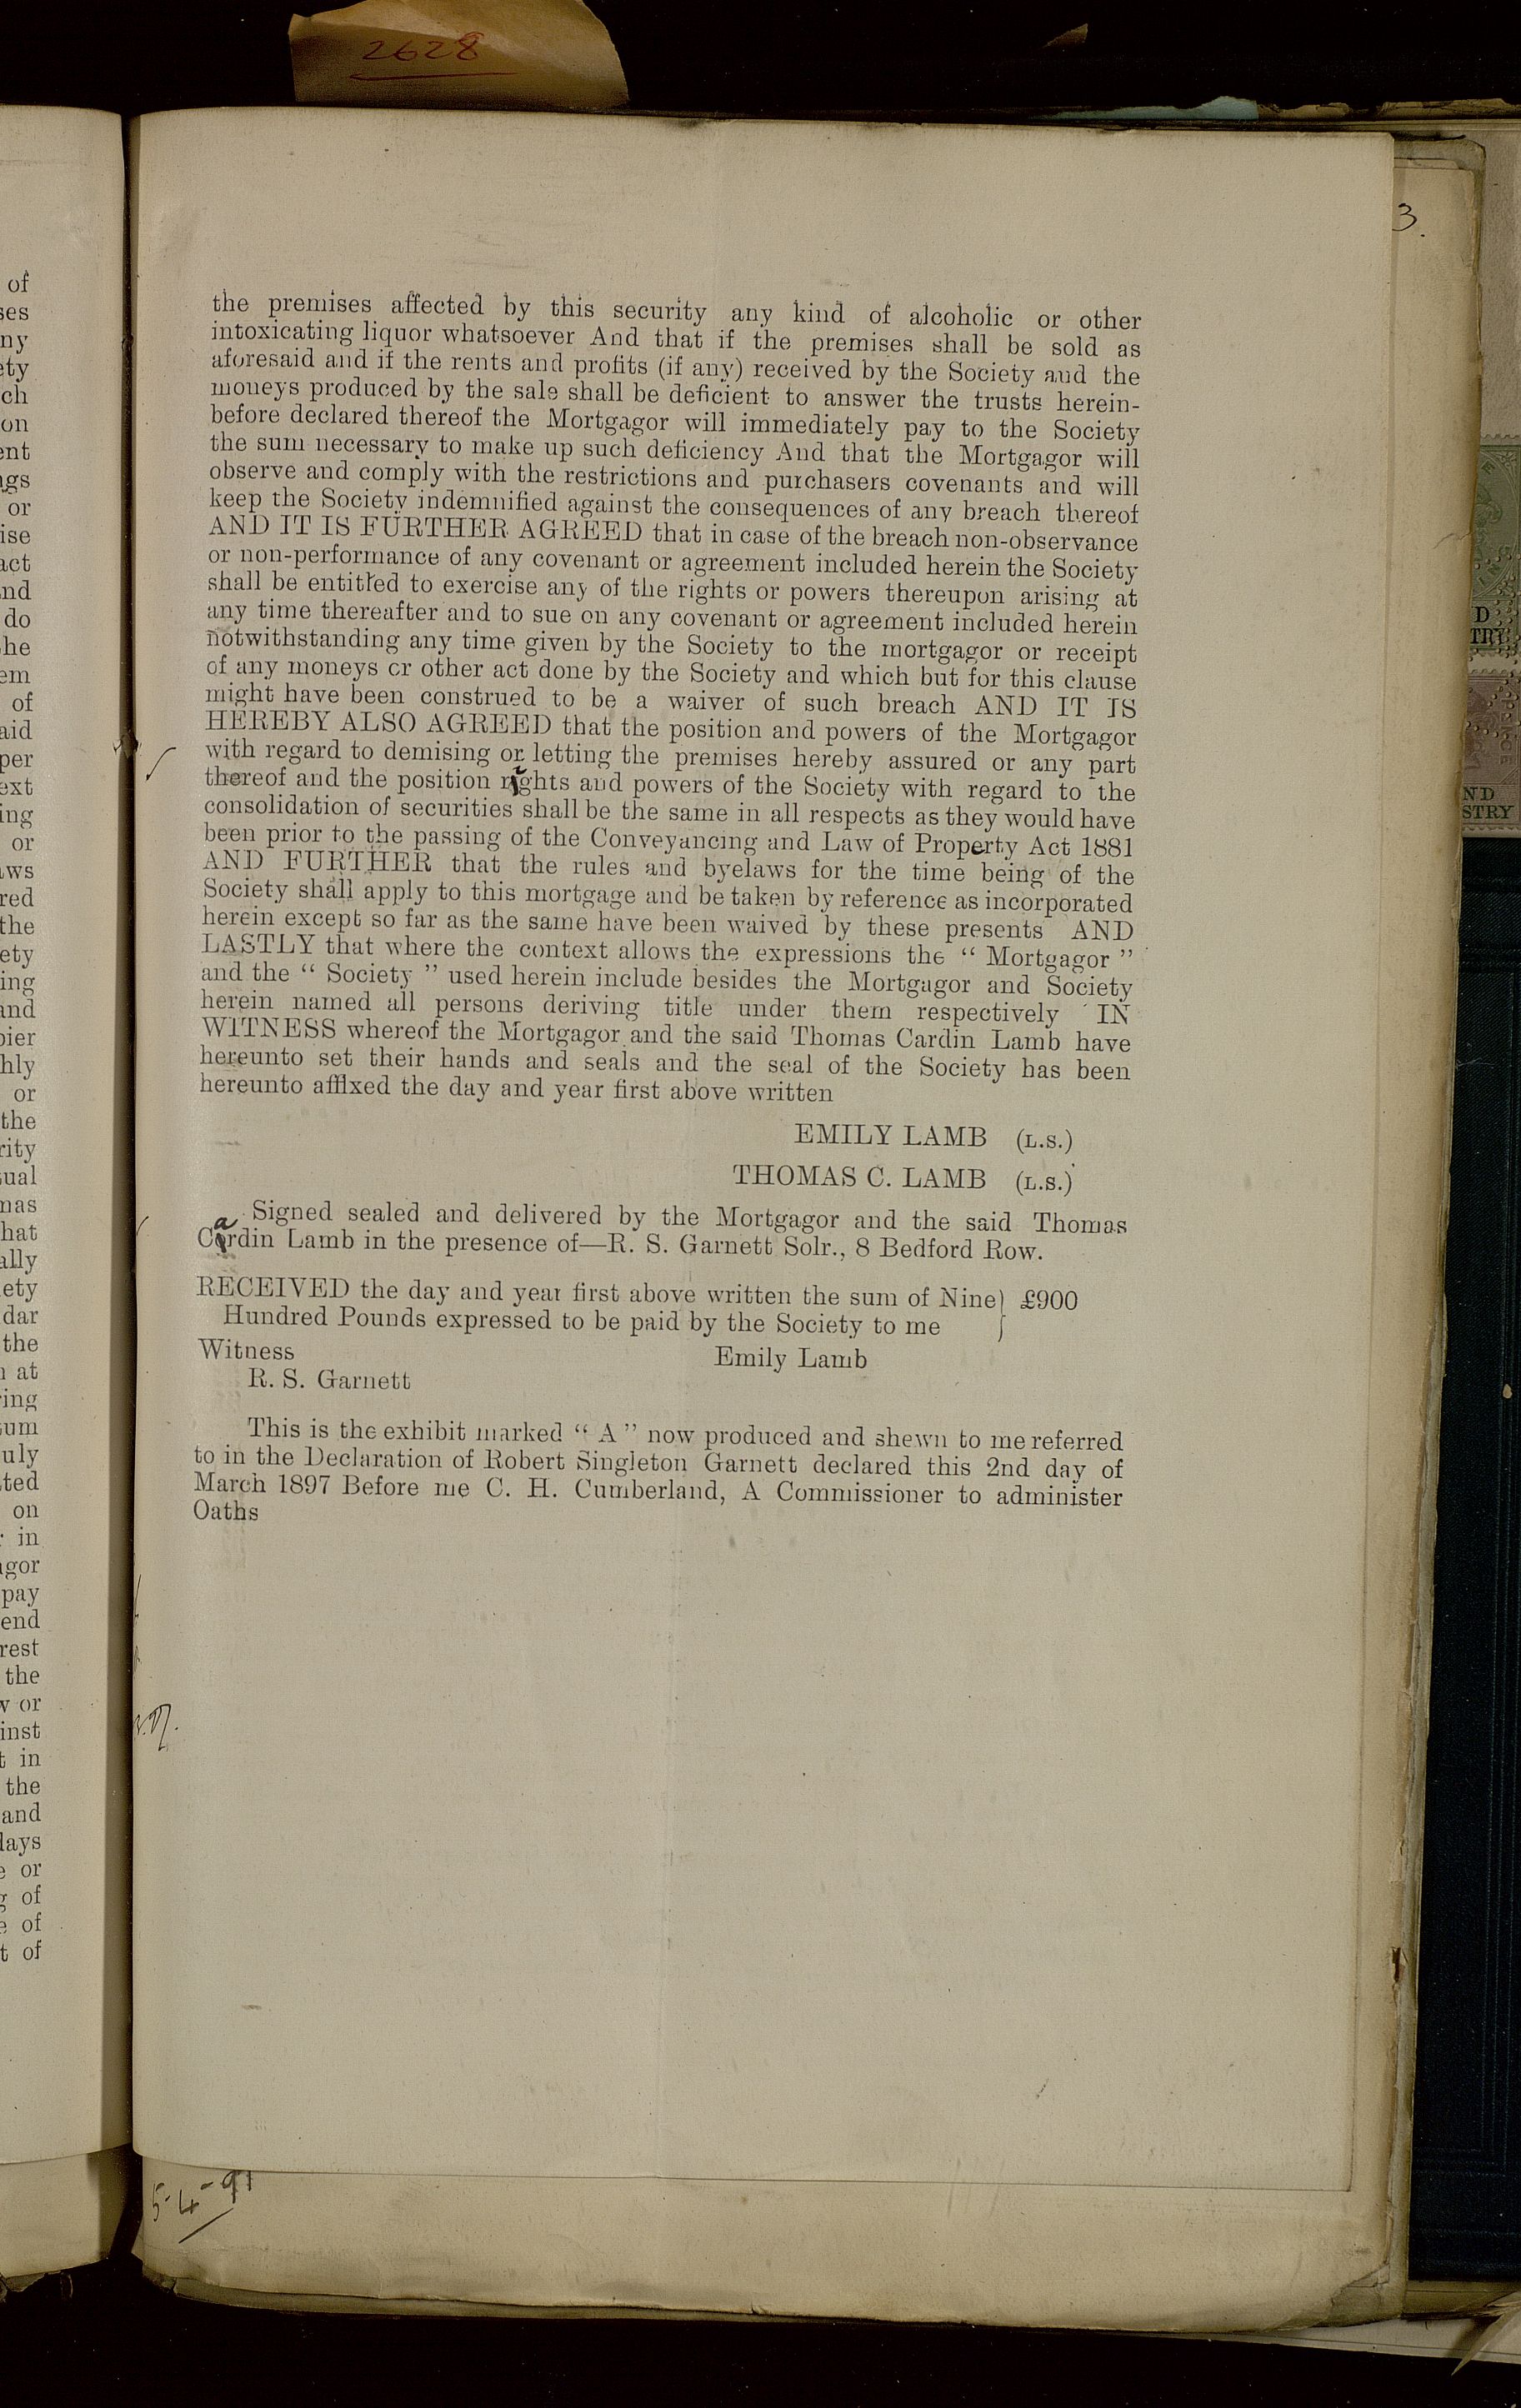 2628
3.
the premises affected by this security any kind of alcoholic or other
intoxicating liquor whatsoever And that if the premises shall be sold as
aforesaid and if the rents and profits (if any) received by the Society and the
moneys produced by the sale shall be deficient to answer the trusts herein-
before declared thereof the Mortgagor will immediately pay to the Society
the sum necessary to make up such deficiency And that the Mortgagor will
observe and comply with the restrictions and purchasers covenants and will
keep the Society indemnified against the consequences of any breach thereof
AND IT IS FURTHER AGREED that in case of the breach non-observance
or non-performance of any covenant or agreement included herein the Society
shall be entitled to exercise any of the rights or powers thereupon arising at
any time thereafter and to sue on any covenant or agreement included herein
notwithstanding any time given by the Society to the mortgagor or receipt
of any moneys or other act done by the Society and which but for this clause
might have been construed to be a waiver of such breach AND IT IS
HEREBY ALSO AGREED that the position and powers of the Mortgagor
with regard to demising or letting the premises hereby assured or any part
thereof and the position rights and powers of the Society with regard to the
consolidation of securities shall be the same in all respects as they would have
been prior to the passing of the Conveyancing and Law of Property Act 1881
AND FURTHER that the rules and byelaws for the time being of the
Society shall apply to this mortgage and be taken by reference as incorporated
herein except so far as the same have been waived by these presents AND
LASTLY that where the context allows the expressions the “ Mortgagor ”
and the “ Society ” used herein include besides the Mortgagor and Society
herein named all persons deriving title under them respectively IN
WITNESS whereof the Mortgagor and the said Thomas Cardin Lamb have
hereunto set their hands and seals and the seal of the Society has been
hereunto affixed the day and year first above written
EMILY LAMB (L.S.)
THOMAS C. LAMB (L.S.)
Signed sealed and delivered by the Mortgagor and the said Thomas
Cardin Lamb in the presence of—R. S. Garnett Solr., 8 Bedford Row.
RECEIVED the day and year first above written the sum of Nine } £900
Hundred Pounds expressed to be paid by the Society to me
Witness Emily Lamb
R. S. Garnett
This is the exhibit marked “ A ” now produced and shewn to me referred
to in the Declaration of Robert Singleton Garnett declared this 2nd day of
March 1897 Before me C. H. Cumberland, A Commissioner to administer
Oaths
5-4-91